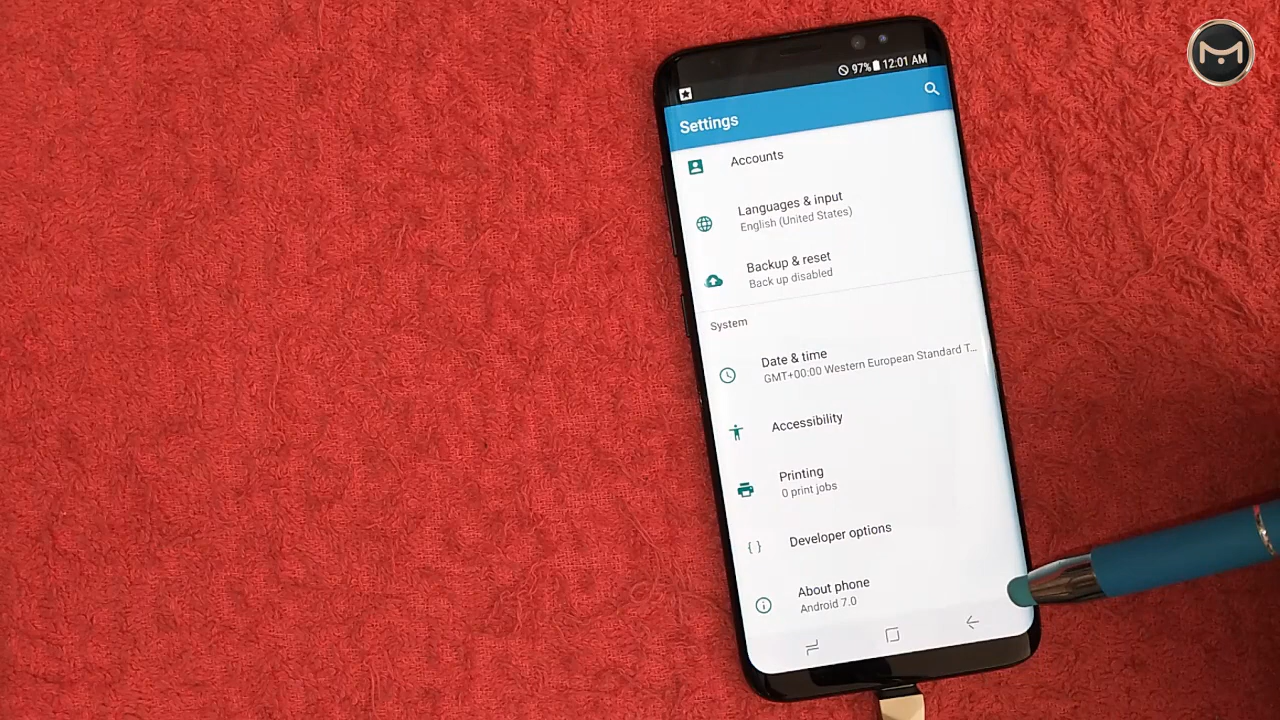 97% 12:01 AM
Settings
Accounts
Languages & input
English (United States)
Backup & reset
Back up disabled
System
Date & time
GMT+00:00 Western European Standard T...
Accessibility
Printing
0 print jobs
Developer options
About phone
Android 7.0